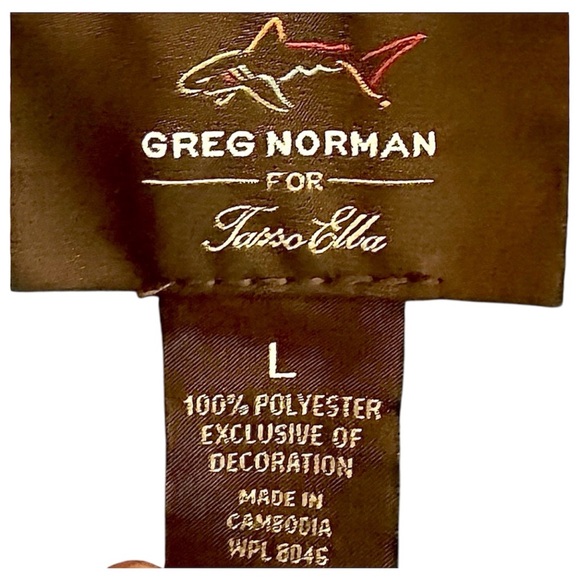 GREG NORMAN
FOR
Tasso Elba
L
100% POLYESTER
EXCLUSIVE OF
DECORATION
MADE IN
CAMBODIA
WPL 8046